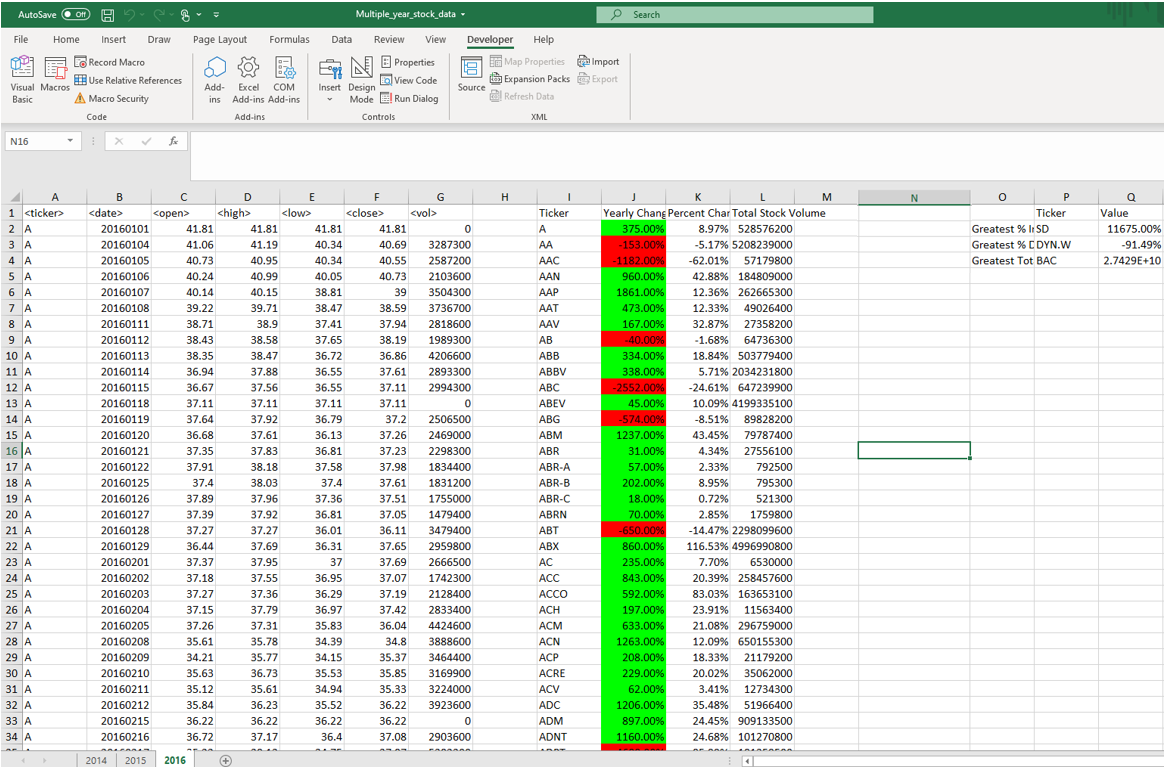 AutoSave Off Multiple_year_stock_data Search
File Home Insert Draw Page Layout Formulas Data Review View Developer Help
Visual Basic
Macros
Record Macro
Use Relative References
Macro Security
Code
Add-ins
Excel Add-ins
COM Add-ins
Add-ins
Insert
Design Mode
Properties
View Code
Run Dialog
Controls
Source
Map Properties
Expansion Packs
Refresh Data
Import
Export
XML
N16 fx
A B C D E F G H I J K L M N O P Q
1 <ticker> <date> <open> <high> <low> <close> <vol> Ticker Yearly Chang Percent Char Total Stock Volume Ticker Value
2 A 20160101 41.81 41.81 41.81 41.81 0 A 375.00% 8.97% 528576200 Greatest % Ir SD 11675.00%
3 A 20160104 41.06 41.19 40.34 40.69 3287300 AA -153.00% -5.17% 5208239000 Greatest % D DYN.W -91.49%
4 A 20160105 40.73 40.95 40.34 40.55 2587200 AAC -1182.00% -62.01% 57179800 Greatest Tot BAC 2.7429E+10
5 A 20160106 40.24 40.99 40.05 40.73 2103600 AAN 960.00% 42.88% 184809000
6 A 20160107 40.14 40.15 38.81 39 3504300 AAP 1861.00% 12.36% 262665300
7 A 20160108 39.22 39.71 38.47 38.59 3736700 AAT 473.00% 12.33% 49026400
8 A 20160111 38.71 38.9 37.41 37.94 2818600 AAV 167.00% 32.87% 27358200
9 A 20160112 38.43 38.58 37.65 38.19 1989300 AB -40.00% -1.68% 64736300
10 A 20160113 38.35 38.47 36.72 36.86 4206600 ABB 334.00% 18.84% 503779400
11 A 20160114 36.94 37.88 36.55 37.61 2893300 ABBV 338.00% 5.71% 2034231800
12 A 20160115 36.67 37.56 36.55 37.11 2994300 ABC -2552.00% -24.61% 647239900
13 A 20160118 37.11 37.11 37.11 37.11 0 ABEV 45.00% 10.09% 4199335100
14 A 20160119 37.64 37.92 36.79 37.2 2506500 ABG -574.00% -8.51% 89828200
15 A 20160120 36.68 37.61 36.13 37.26 2469000 ABM 1237.00% 43.45% 79787400
16 A 20160121 37.35 37.83 36.81 37.23 2298300 ABR 31.00% 4.34% 27556100
17 A 20160122 37.91 38.18 37.58 37.98 1834400 ABR-A 57.00% 2.33% 792500
18 A 20160125 37.4 38.03 37.4 37.61 1831200 ABR-B 202.00% 8.95% 795300
19 A 20160126 37.89 37.96 37.36 37.51 1755000 ABR-C 18.00% 0.72% 521300
20 A 20160127 37.39 37.92 36.81 37.05 1479400 ABRN 70.00% 2.85% 1759800
21 A 20160128 37.27 37.27 36.01 36.11 3479400 ABT -650.00% -14.47% 2298099600
22 A 20160129 36.44 37.69 36.31 37.65 2959800 ABX 860.00% 116.53% 4996990800
23 A 20160201 37.37 37.95 37 37.69 2666500 AC 235.00% 7.70% 6530000
24 A 20160202 37.18 37.55 36.95 37.07 1742300 ACC 843.00% 20.39% 258457600
25 A 20160203 37.27 37.36 36.29 37.19 2128400 ACCO 592.00% 83.03% 163653100
26 A 20160204 37.15 37.79 36.97 37.42 2833400 ACH 197.00% 23.91% 11563400
27 A 20160205 37.26 37.31 35.83 36.04 4424600 ACM 633.00% 21.08% 296759000
28 A 20160208 35.61 35.78 34.39 34.8 3888600 ACN 1263.00% 12.09% 650155300
29 A 20160209 34.21 35.77 34.15 35.37 3464400 ACP 208.00% 18.33% 21179200
30 A 20160210 35.63 36.73 35.53 35.85 3169900 ACRE 229.00% 20.02% 35062000
31 A 20160211 35.12 35.61 34.94 35.33 3224000 ACV 62.00% 3.41% 12734300
32 A 20160212 35.84 36.23 35.52 36.22 3923600 ADC 1206.00% 35.48% 51966400
33 A 20160215 36.22 36.22 36.22 36.22 0 ADM 897.00% 24.45% 909133500
34 A 20160216 36.72 37.17 36.4 37.08 2903600 ADNT 1160.00% 24.68% 101270800
2014 2015 2016